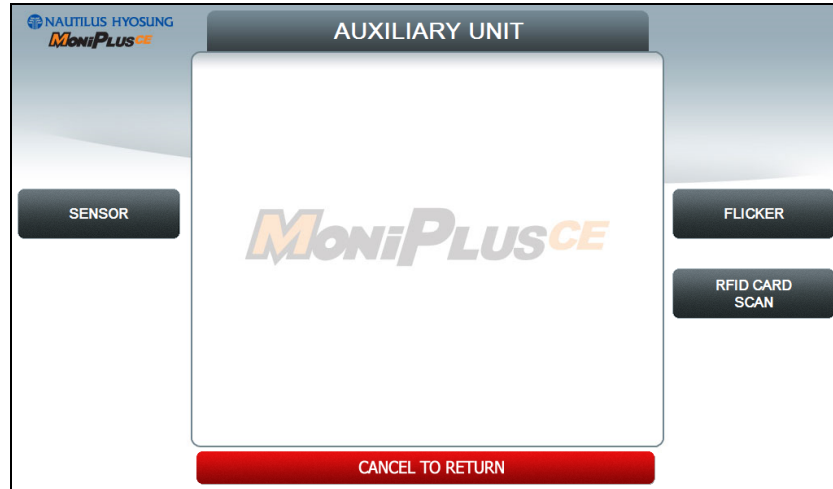 NAUTILUS HYOSUNG
MONiPLUSCE
AUXILIARY UNIT
SENSOR
MONiPLUSCE
FLICKER
RFID CARD
SCAN
CANCEL TO RETURN